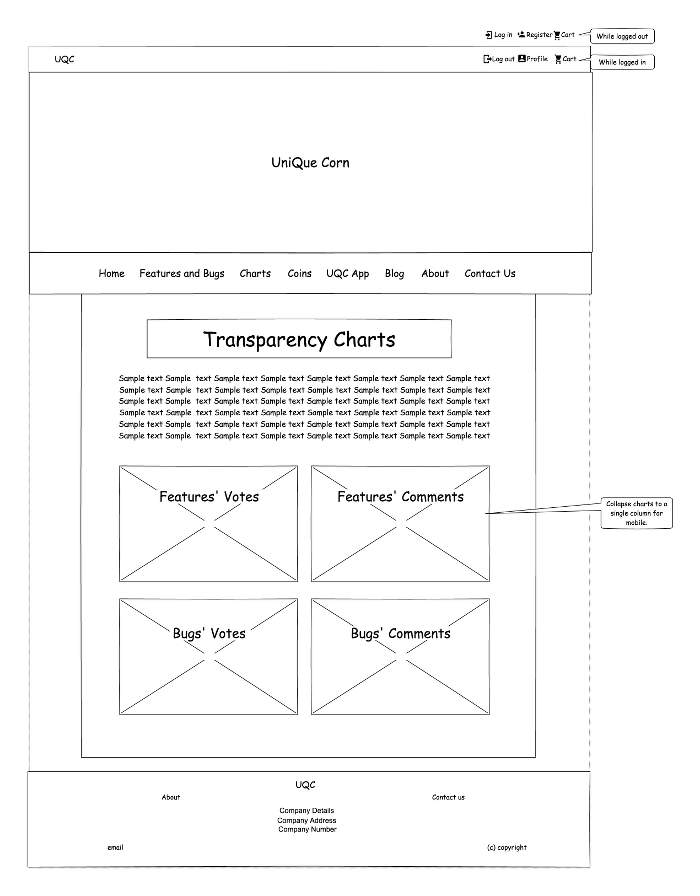 Log in Register Cart
While logged out
UQC
Log out Profile Cart
While logged in
UniQue Corn
Home Features and Bugs Charts Coins UQC App Blog About Contact Us
Transparency Charts
Sample text Sample text Sample text Sample text Sample text Sample text Sample text Sample text
Sample text Sample text Sample text Sample text Sample text Sample text Sample text Sample text
Sample text Sample text Sample text Sample text Sample text Sample text Sample text Sample text
Sample text Sample text Sample text Sample text Sample text Sample text Sample text Sample text
Sample text Sample text Sample text Sample text Sample text Sample text Sample text Sample text
Sample text Sample text Sample text Sample text Sample text Sample text Sample text Sample text
Features' Votes
Features' Comments
Collapse charts to a
single column for
mobile.
Bugs' Votes
Bugs' Comments
UQC
About
Contact us
Company Details
Company Address
Company Number
email
(c) copyright